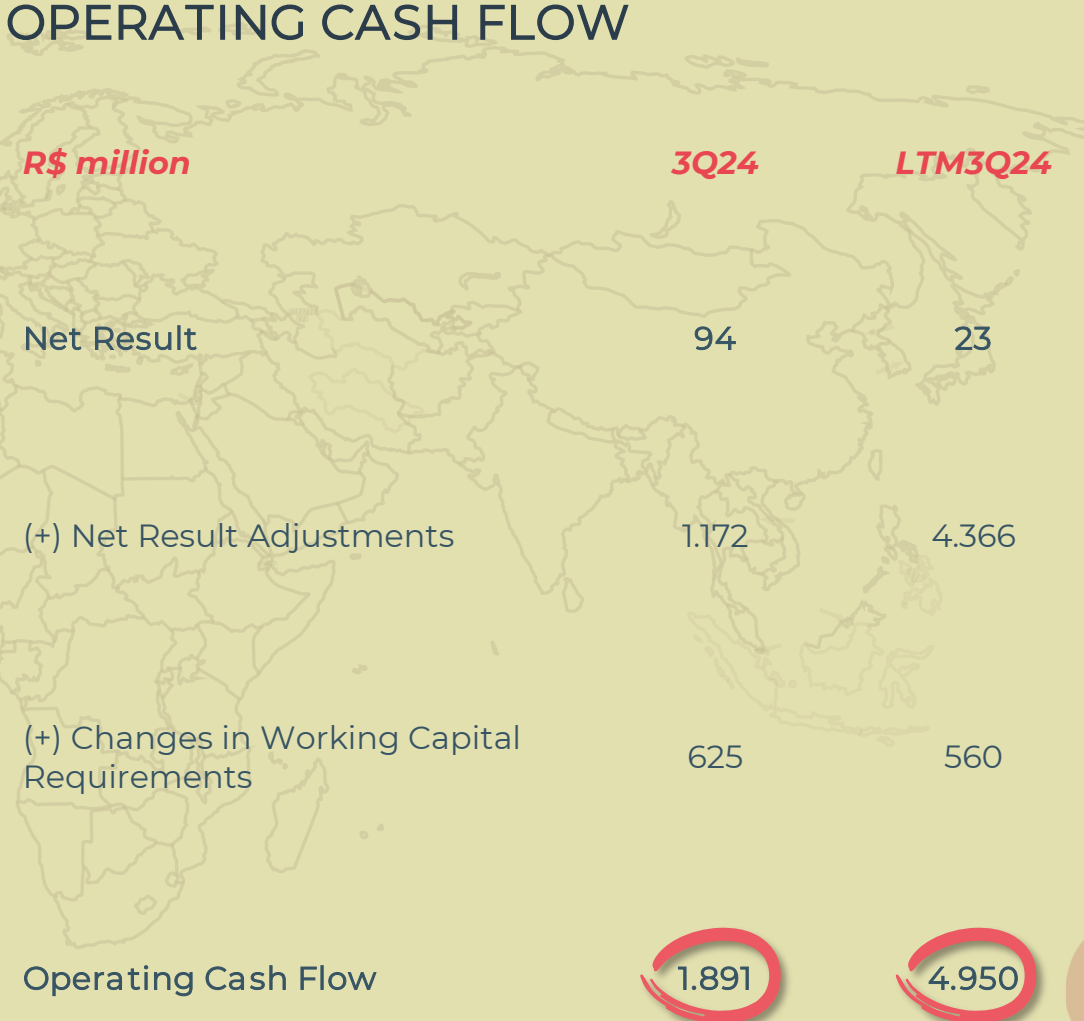 OPERATING CASH FLOW
R$ million 3Q24 LTM3Q24
Net Result 94 23
(+) Net Result Adjustments 1.172 4.366
(+) Changes in Working Capital
Requirements 625 560
Operating Cash Flow 1.891 4.950